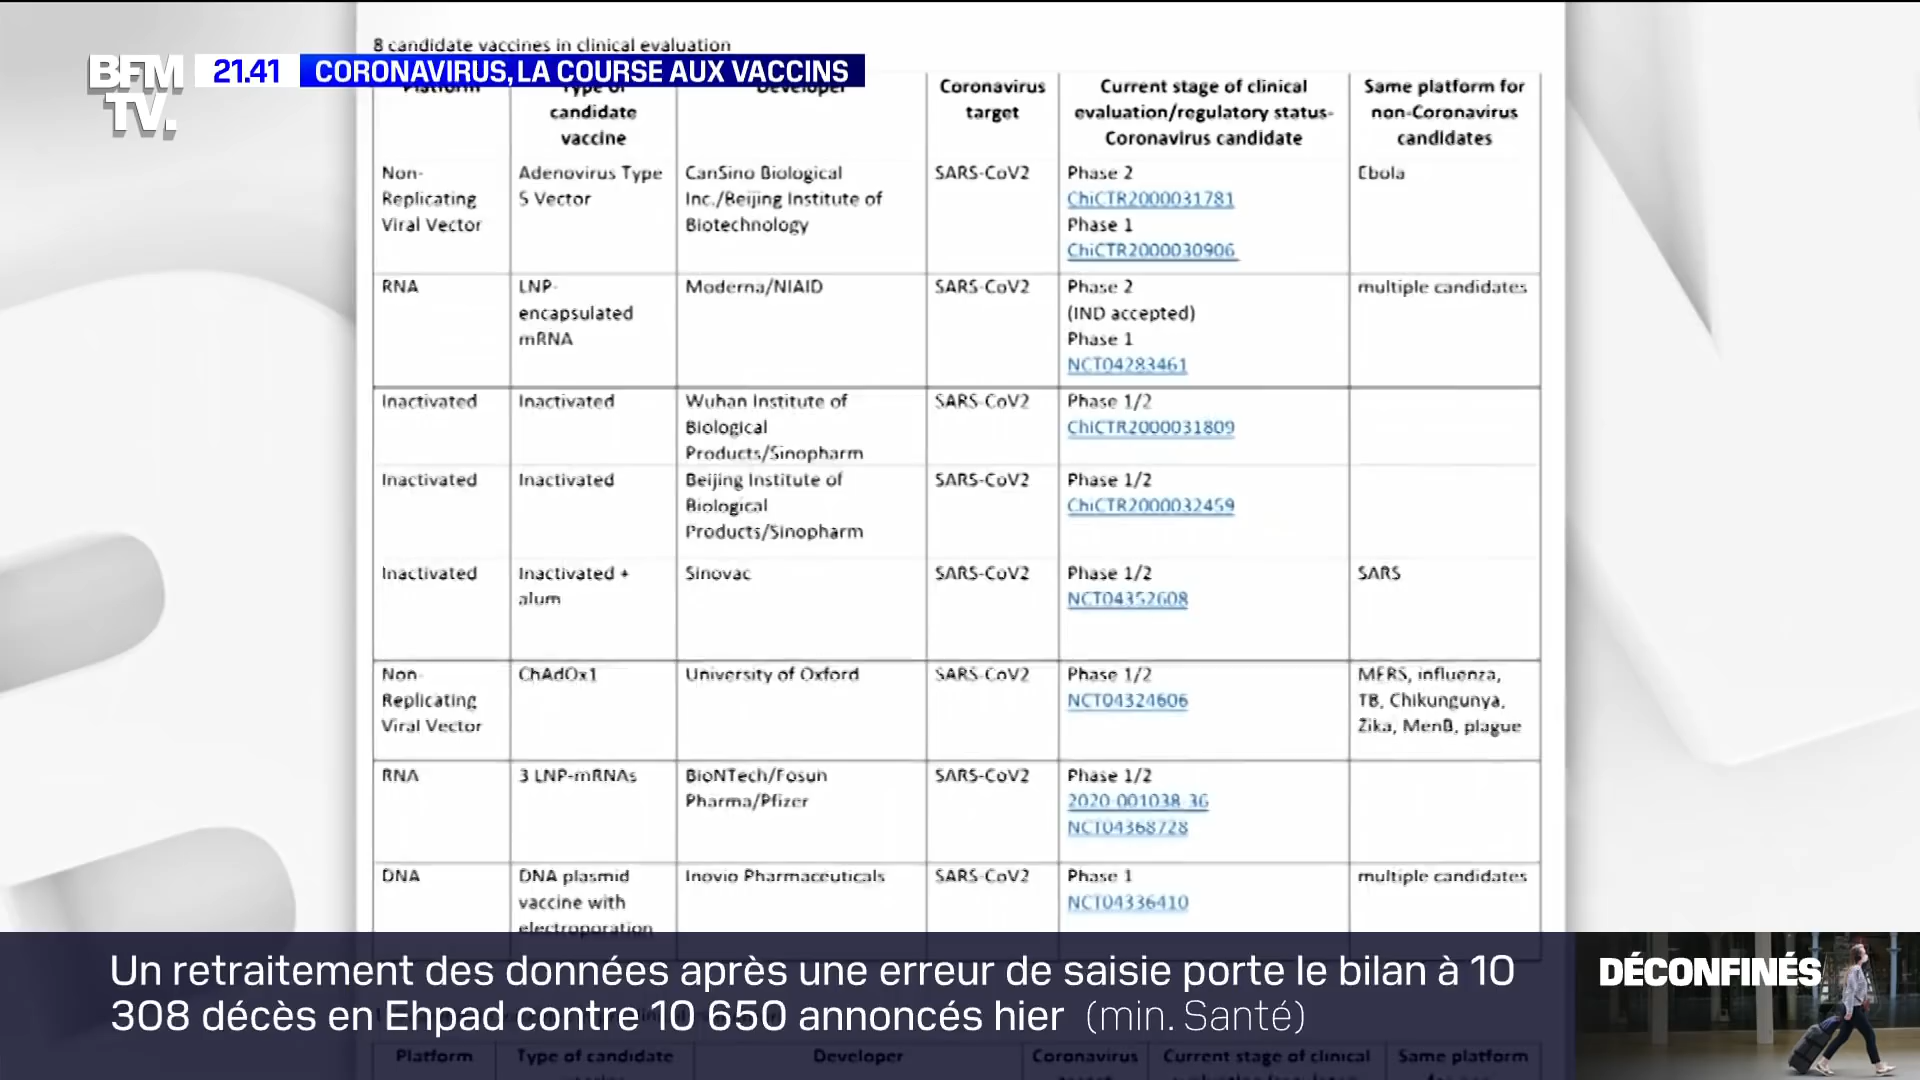 8 candidate vaccines in clinical evaluation
BFM
TV.
21.41
CORONAVIRUS, LA COURSE AUX VACCINS
Platform
Type of
candidate
vaccine
Developer
Coronavirus
target
Current stage of clinical
evaluation/regulatory status-
Coronavirus candidate
Same platform for
non-Coronavirus
candidates
Non-
Replicating
Viral Vector
Adenovirus Type
5 Vector
CanSino Biological
Inc./Beijing Institute of
Biotechnology
SARS-CoV2
Phase 2
ChiCTR2000031781
Phase 1
ChiCTR2000030906
Ebola
RNA
LNP-
encapsulated
mRNA
Moderna/NIAID
SARS-CoV2
Phase 2
(IND accepted)
Phase 1
NCT04283461
multiple candidates
Inactivated
Inactivated
Wuhan Institute of
Biological
Products/Sinopharm
SARS-CoV2
Phase 1/2
ChiCTR2000031809
Inactivated
Inactivated
Beijing Institute of
Biological
Products/Sinopharm
SARS-CoV2
Phase 1/2
ChiCTR2000032459
Inactivated
Inactivated +
alum
Sinovac
SARS-CoV2
Phase 1/2
NCT04352608
SARS
Non-
Replicating
Viral Vector
ChAdOx1
University of Oxford
SARS-CoV2
Phase 1/2
NCT04324606
MERS, influenza,
TB, Chikungunya,
Zika, MenB, plague
RNA
3 LNP-mRNAs
BioNTech/Fosun
Pharma/Pfizer
SARS-CoV2
Phase 1/2
2020-001038-36
NCT04368728
DNA
DNA plasmid
vaccine with
electroporation
Inovio Pharmaceuticals
SARS-CoV2
Phase 1
NCT04336410
multiple candidates
Un retraitement des données après une erreur de saisie porte le bilan à 10
308 décès en Ehpad contre 10 650 annoncés hier (min. Santé)
DÉCONFINÉS
Platform
Type of candidate
Developer
Coronavirus
Current stage of clinical
Same platform